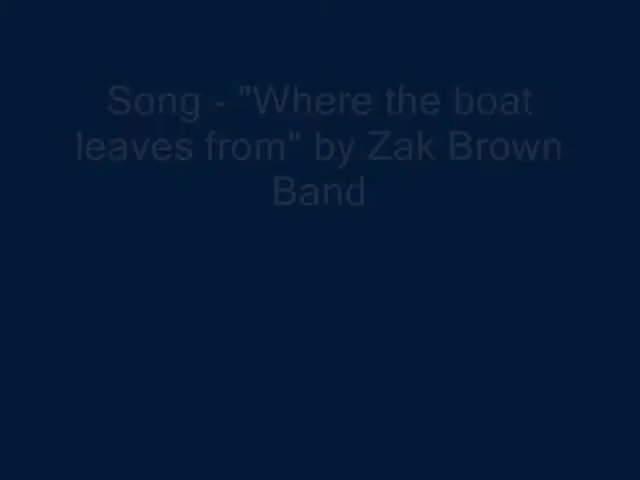 Song - "Where the boat
leaves from" by Zak Brown
Band